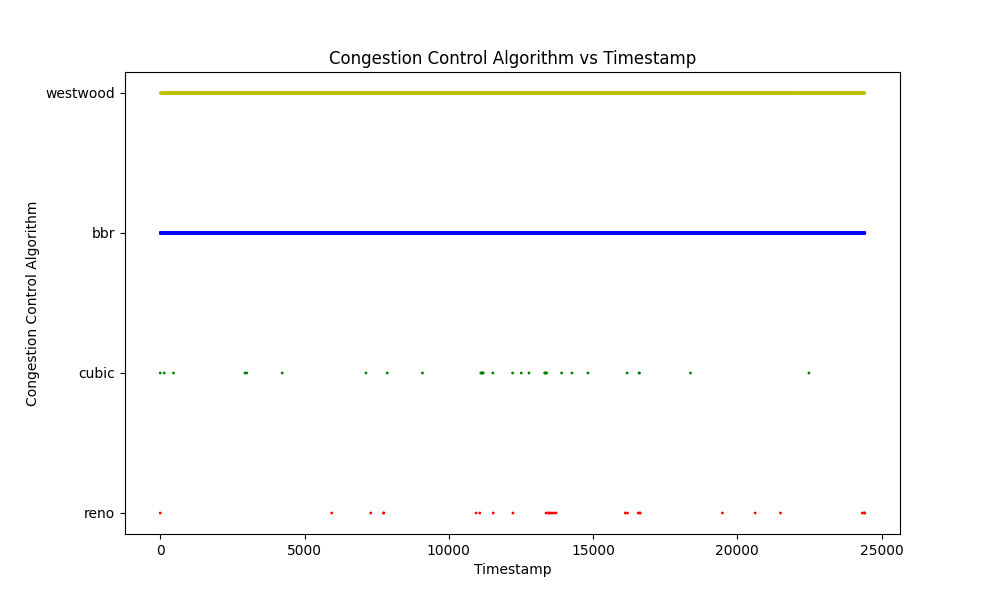 Congestion Control Algorithm vs Timestamp
westwood
bbr
cubic
reno
Congestion Control Algorithm
0 5000 10000 15000 20000 25000
Timestamp